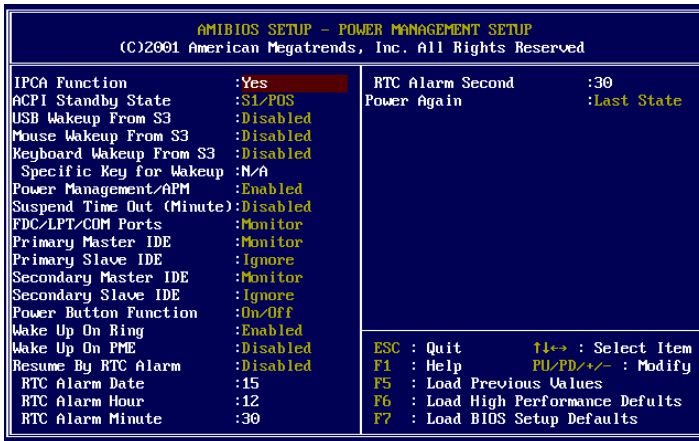 AMIBIOS SETUP - POWER MANAGEMENT SETUP
(C)2001 American Megatrends, Inc. All Rights Reserved
IPCA Function :Yes
ACPI Standby State :S1/POS
USB Wakeup From S3 :Disabled
Mouse Wakeup From S3 :Disabled
Keyboard Wakeup From S3 :Disabled
Specific Key for Wakeup :N/A
Power Management/APM :Enabled
Suspend Time Out (Minute):Disabled
FDC/LPT/COM Ports :Monitor
Primary Master IDE :Monitor
Primary Slave IDE :Ignore
Secondary Master IDE :Monitor
Secondary Slave IDE :Ignore
Power Button Function :On/Off
Wake Up On Ring :Enabled
Wake Up On PME :Disabled
Resume By RTC Alarm :Disabled
RTC Alarm Date :15
RTC Alarm Hour :12
RTC Alarm Minute :30
RTC Alarm Second :30
Power Again :Last State
ESC : Quit ↑↓←→ : Select Item
F1 : Help PU/PD/+/- : Modify
F5 : Load Previous Values
F6 : Load High Performance Defults
F7 : Load BIOS Setup Defaults